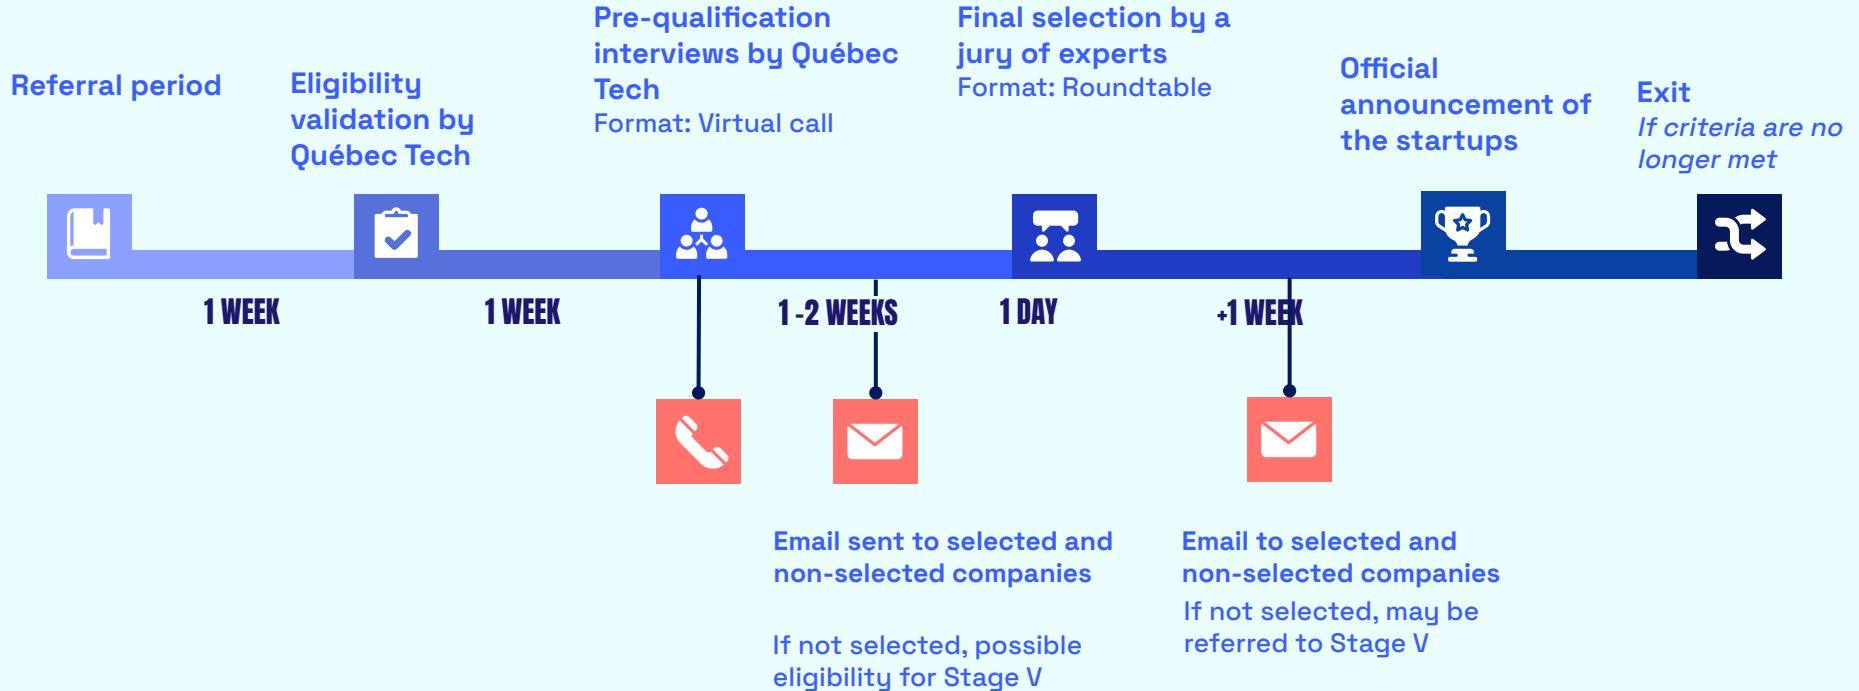 Referral period
Eligibility
validation by
Québec Tech
Pre-qualification
interviews by Québec
Tech
Format: Virtual call
Final selection by a
jury of experts
Format: Roundtable
Official
announcement of
the startups
Exit
If criteria are no
longer met
1 WEEK
1 WEEK
1 -2 WEEKS
1 DAY
+1 WEEK
Email sent to selected and
non-selected companies
If not selected, possible
eligibility for Stage V
Email to selected and
non-selected companies
If not selected, may be
referred to Stage V